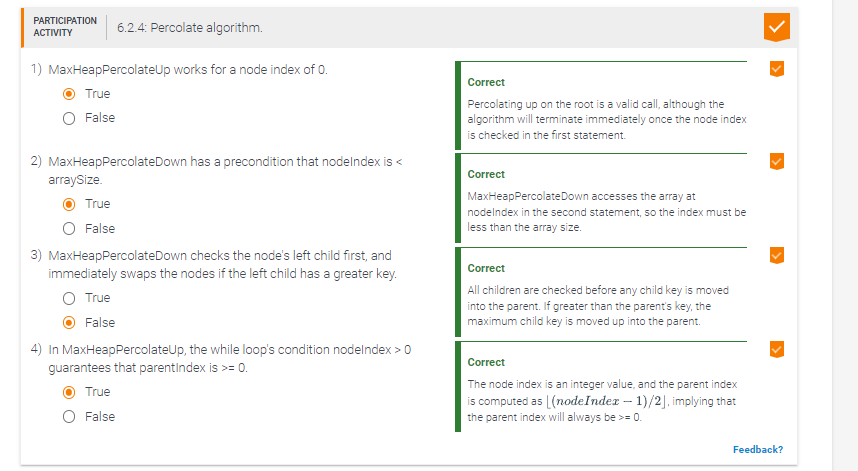 PARTICIPATION
ACTIVITY
6.2.4: Percolate algorithm.
1) MaxHeapPercolateUp works for a node index of 0.
True
False
Correct
Percolating up on the root is a valid call, although the
algorithm will terminate immediately once the node index
is checked in the first statement.
2) MaxHeapPercolateDown has a precondition that nodeIndex is <
arraySize.
True
False
Correct
MaxHeapPercolateDown accesses the array at
nodeIndex in the second statement, so the index must be
less than the array size.
3) MaxHeapPercolateDown checks the node's left child first, and
immediately swaps the nodes if the left child has a greater key.
True
False
Correct
All children are checked before any child key is moved
into the parent. If greater than the parent's key, the
maximum child key is moved up into the parent.
4) In MaxHeapPercolateUp, the while loop's condition nodeIndex > 0
guarantees that parentIndex is >= 0.
True
False
Correct
The node index is an integer value, and the parent index
is computed as ⌊(nodeIndex − 1)/2⌋, implying that
the parent index will always be >= 0.
Feedback?